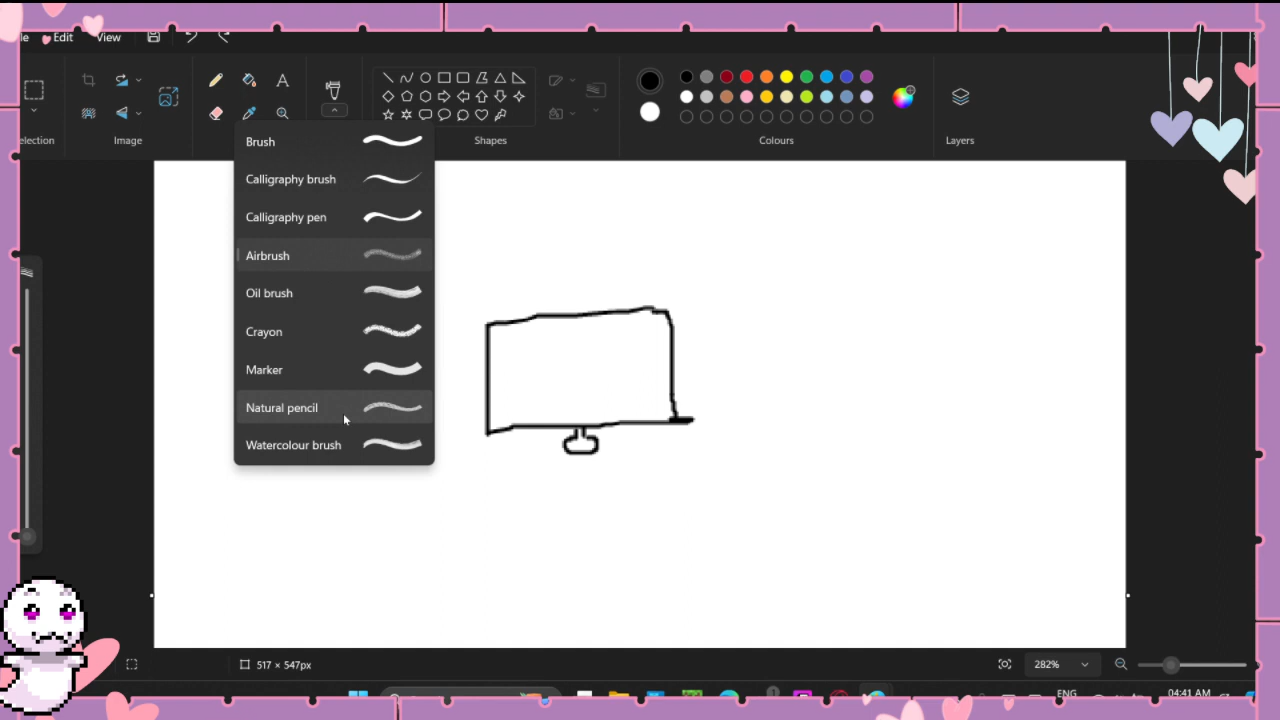 Edit View
election
Image
Shapes
Colours
Layers
Brush
Calligraphy brush
Calligraphy pen
Airbrush
Oil brush
Crayon
Marker
Natural pencil
Watercolour brush
517 × 547px
282%
ENG
04:41 AM